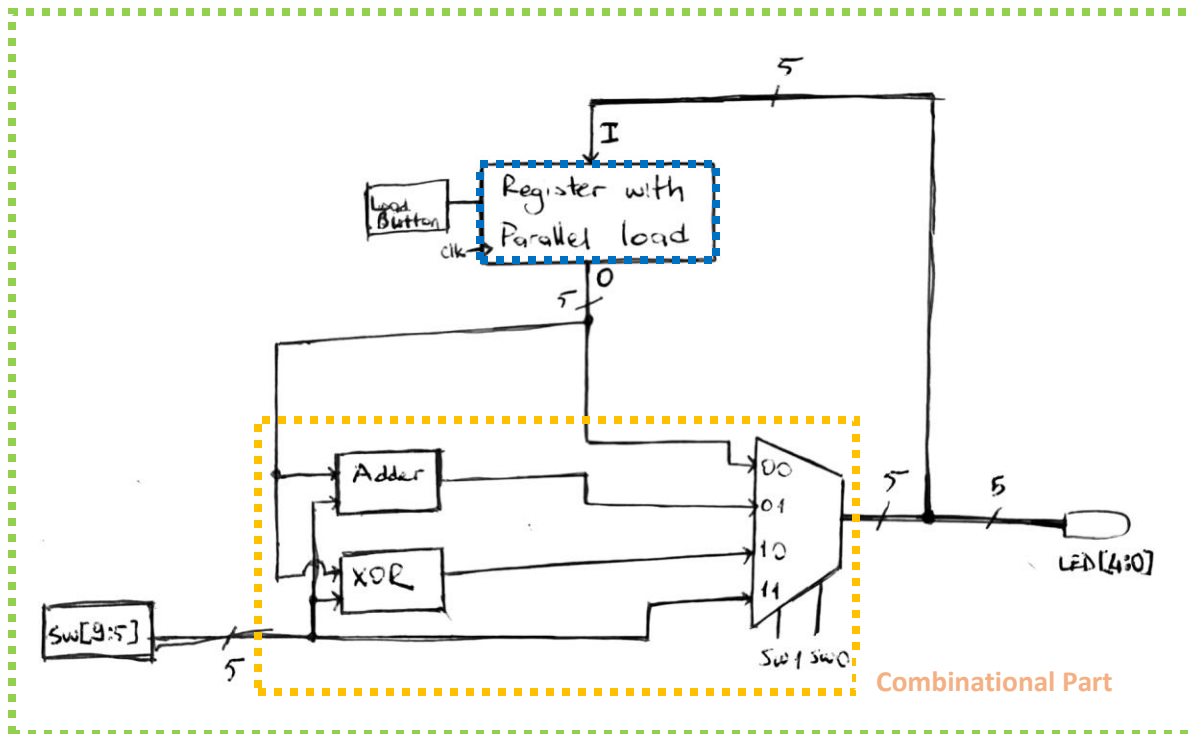 5
I
Register with
Parallel load
Load
Button
clk
O
5
Adder
XOR
00
01
10
11
5
5
LED[4:0]
SW[9:5]
5
SW1 SW0
Combinational Part